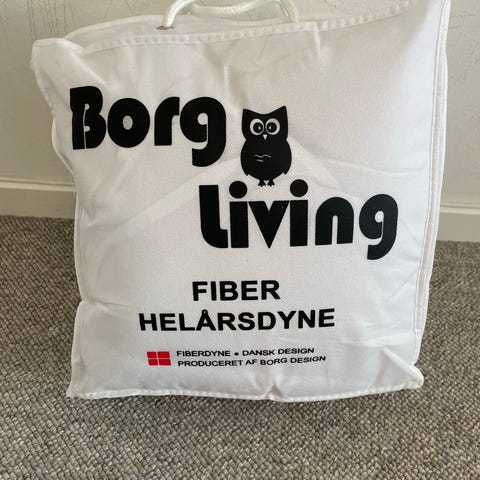 Borg
Living
FIBER
HELÅRSDYNE
FIBERDYNE • DANSK DESIGN
PRODUCERET AF BORG DESIGN